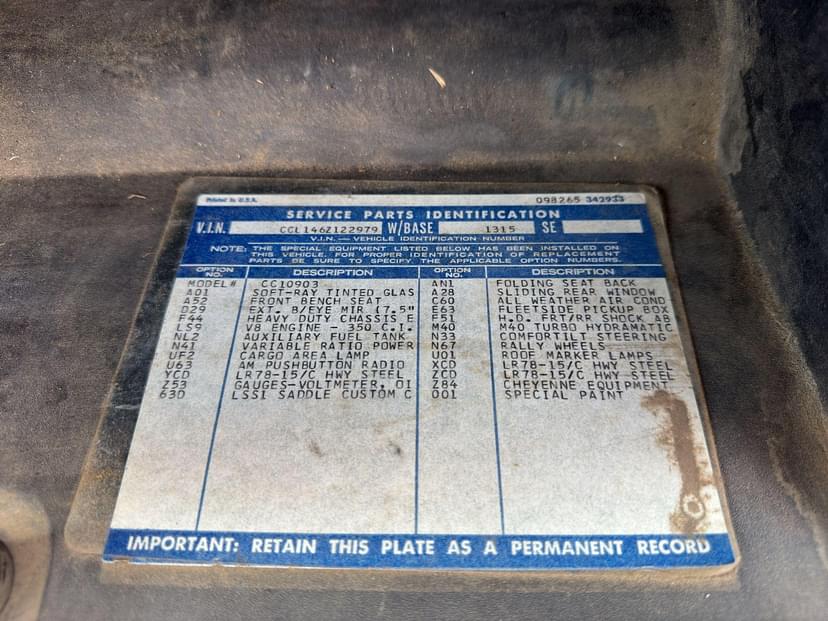 Printed in U.S.A. 098265 342933
SERVICE PARTS IDENTIFICATION
V.I.N. CCL146Z122979 W/BASE 1315 SE
V.I.N. — VEHICLE IDENTIFICATION NUMBER
NOTE: THE SPECIAL EQUIPMENT LISTED BELOW HAS BEEN INSTALLED ON
THIS VEHICLE. FOR PROPER IDENTIFICATION OF REPLACEMENT
PARTS BE SURE TO SPECIFY THE APPLICABLE OPTION NUMBERS.
OPTION NO. DESCRIPTION OPTION NO. DESCRIPTION
MODEL# CC10903 AN1 FOLDING SEAT BACK
A01 SOFT-RAY TINTED GLAS A28 SLIDING REAR WINDOW
A52 FRONT BENCH SEAT C60 ALL WEATHER AIR COND
D29 EXT. B/EYE MIR (7.5" E63 FLEETSIDE PICKUP BOX
F44 HEAVY DUTY CHASSIS E F51 H.D. FRT/RR SHOCK AB
LS9 V8 ENGINE - 350 C.I. M40 M40 TURBO HYDRAMATIC
NL2 AUXILIARY FUEL TANK N33 COMFORTILT STEERING
N41 VARIABLE RATIO POWER N67 RALLY WHEELS
UF2 CARGO AREA LAMP U01 ROOF MARKER LAMPS
U63 AM PUSHBUTTON RADIO XCD LR78-15/C HWY STEEL
YCD LR78-15/C HWY STEEL ZCD LR78-15/C HWY STEEL
Z53 GAUGES-VOLTMETER, OI Z84 CHEYENNE EQUIPMENT
63D LSSI SADDLE CUSTOM C 001 SPECIAL PAINT
IMPORTANT: RETAIN THIS PLATE AS A PERMANENT RECORD